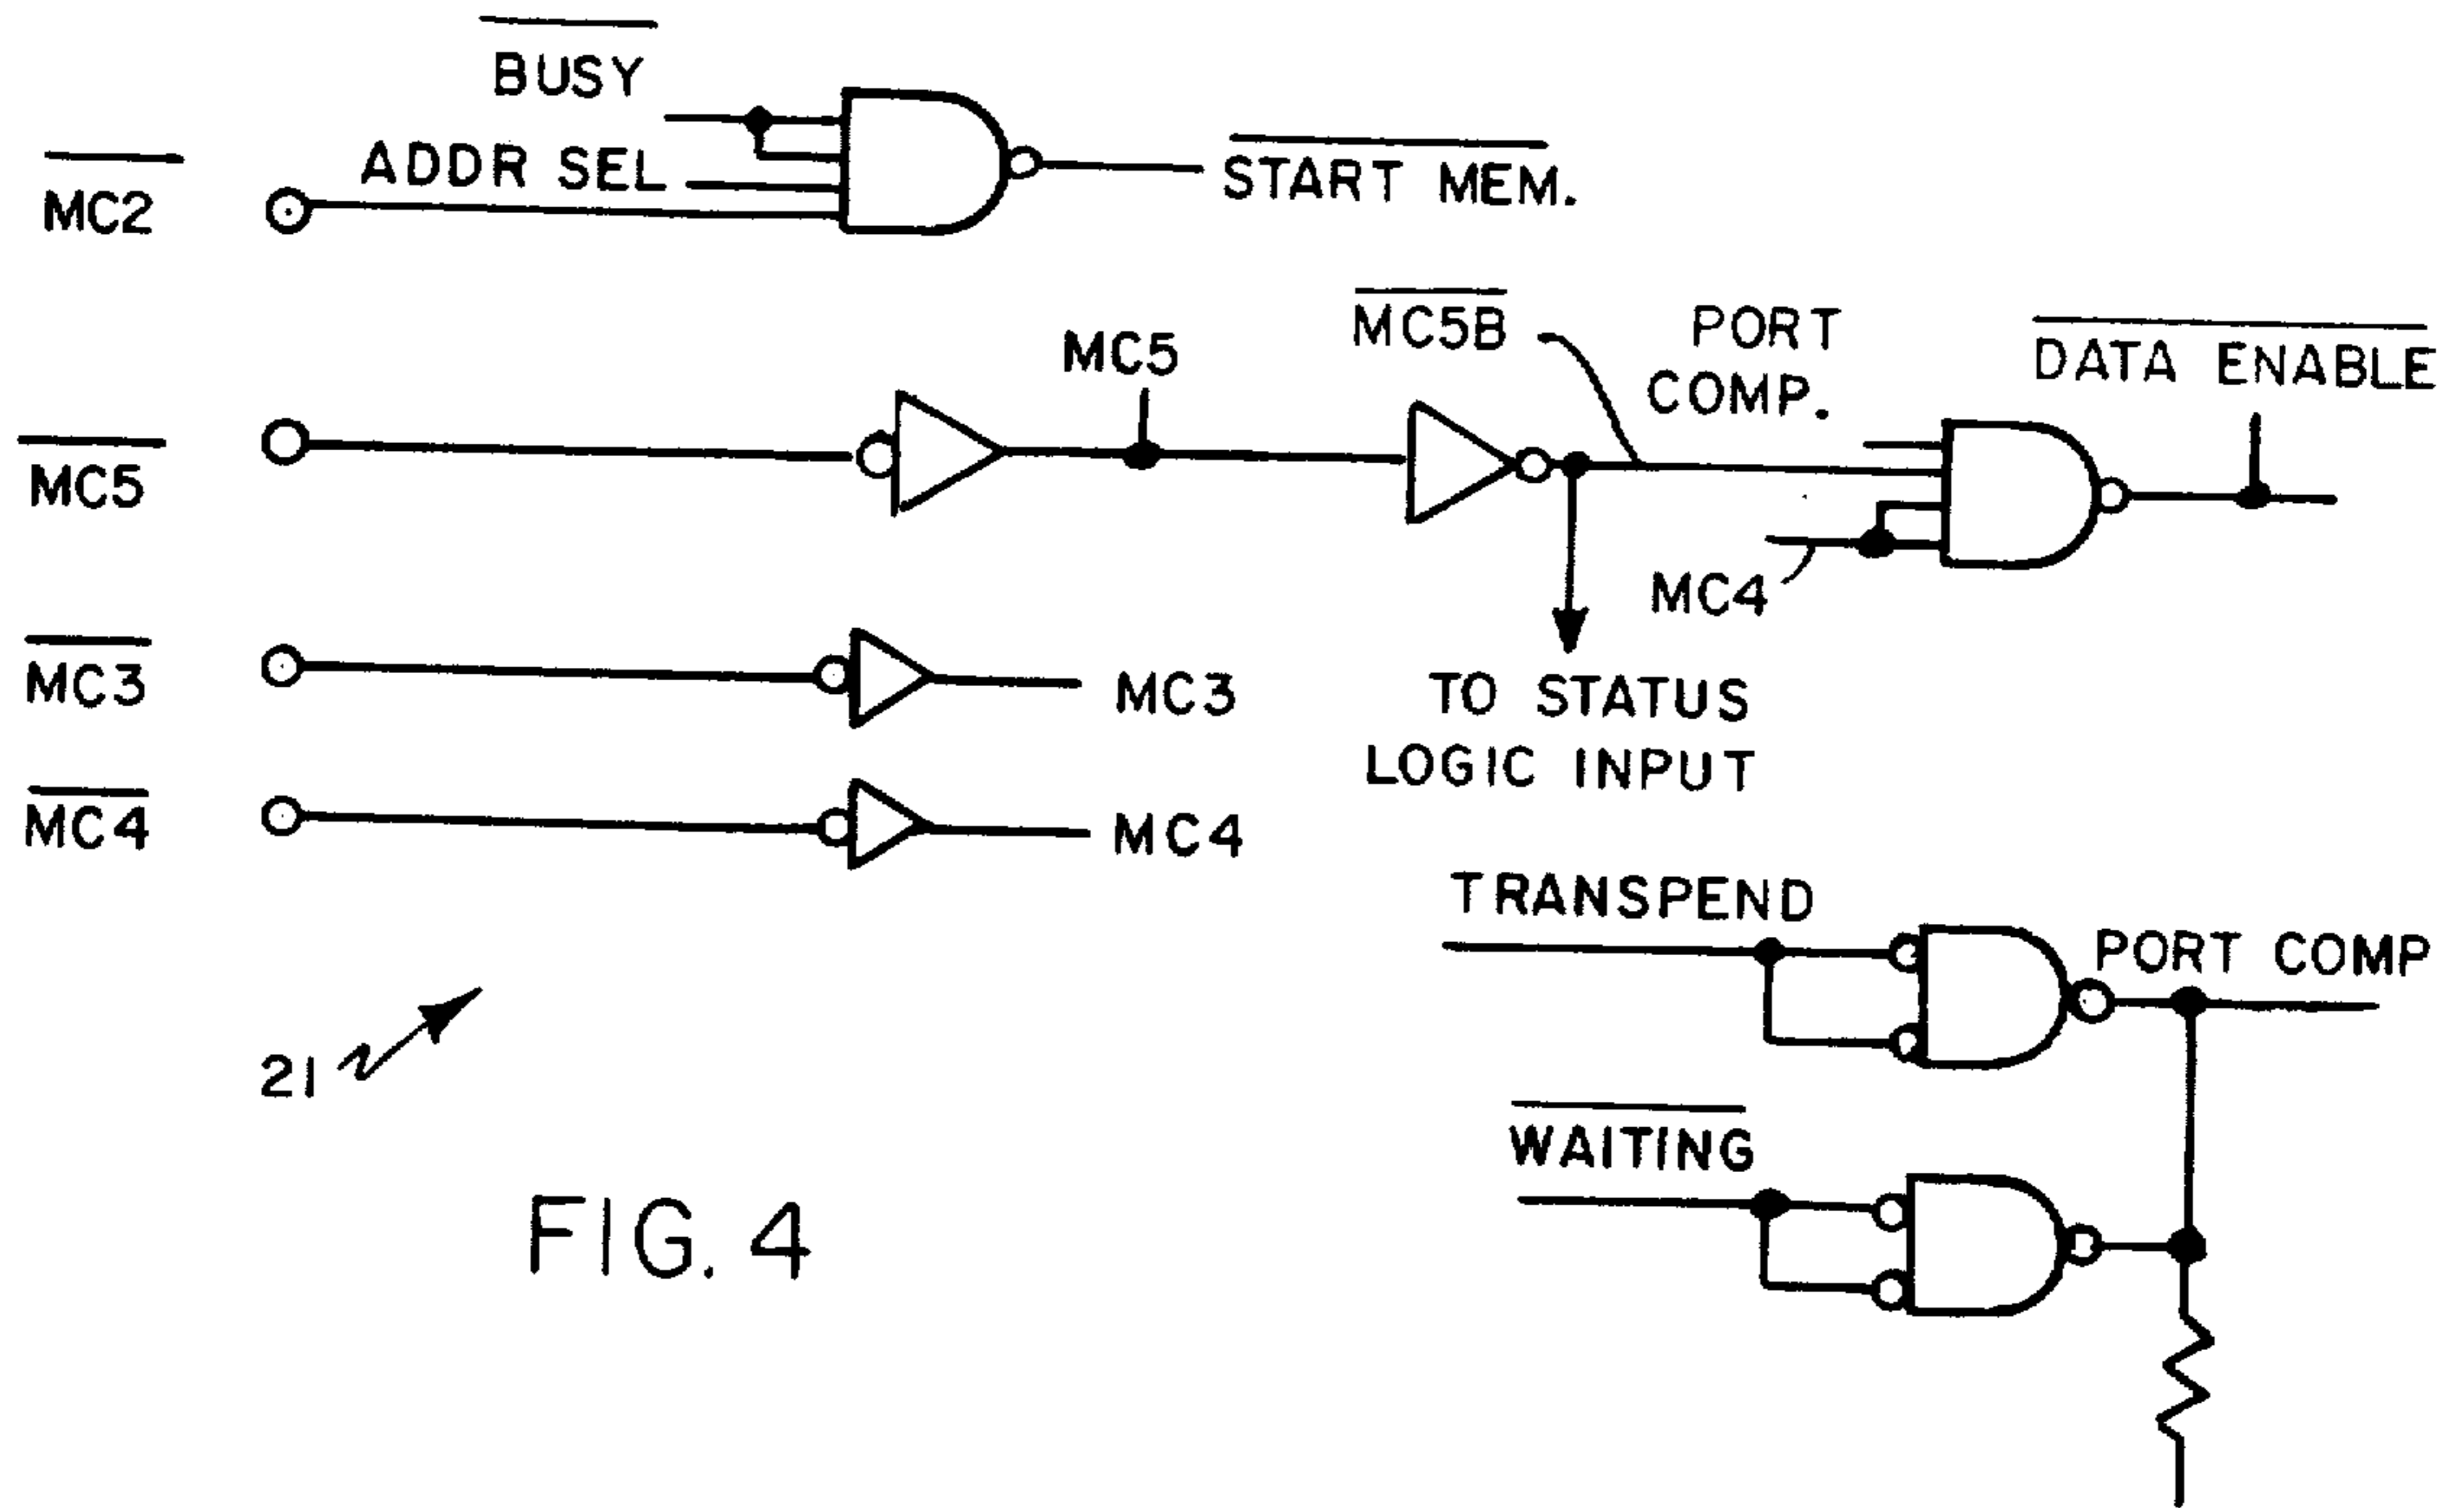 BUSY
ADDR SEL
MC2
START MEM.
MC5
MC5B
PORT
COMP.
DATA ENABLE
MC5
MC4
MC3
MC3
TO STATUS
LOGIC INPUT
MC4
MC4
TRANSPEND
PORT COMP
21
WAITING
FIG. 4